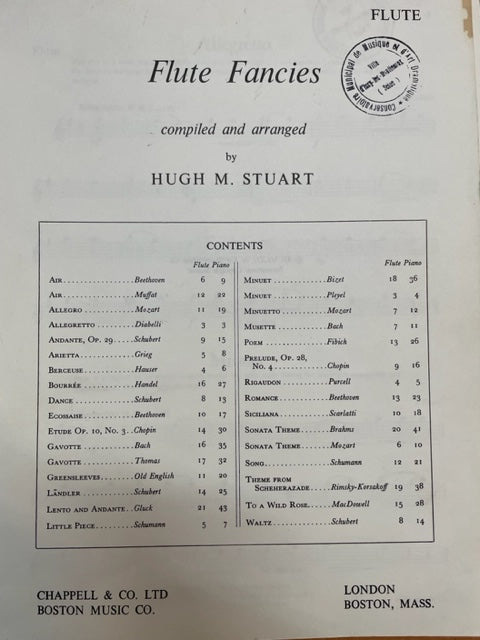 FLUTE
Conservatoire Municipal de Musique et d'Art Dramatique
Ville
Flute Fancies
compiled and arranged
by
HUGH M. STUART
CONTENTS
Flute Piano
AIR..............Beethoven 6 9
AIR..............Muffat 12 22
ALLEGRO..........Mozart 11 19
ALLEGRETTO.......Diabelli 3 3
ANDANTE, OP. 29.....Schubert 9 15
ARIETTA..........Grieg 5 8
BERCEUSE.........Hauser 4 6
BOURRÉE..........Handel 16 27
DANCE............Schubert 8 13
ECOSSAISE........Beethoven 10 17
ETUDE OP. 10, NO. 3..Chopin 14 30
GAVOTTE..........Bach 16 35
GAVOTTE..........Thomas 17 32
GREENSLEEVES.....Old English 11 20
LÄNDLER..........Schubert 14 25
LENTO AND ANDANTE..Gluck 21 43
LITTLE PIECE.....Schumann 5 7
Flute Piano
MINUET...........Bizet 18 36
MINUET...........Pleyel 3 4
MINUETTO.........Mozart 7 12
MUSETTE..........Bach 7 11
POEM.............Fibich 13 26
PRELUDE, OP. 28,
NO. 4............Chopin 9 16
RIGAUDON.........Purcell 4 5
ROMANCE..........Beethoven 13 23
SICILIANA........Scarlatti 10 18
SONATA THEME.....Brahms 20 41
SONATA THEME.....Mozart 6 10
SONG.............Schumann 12 21
THEME FROM
SCHEHERAZADE.....Rimsky-Korsakoff 19 38
TO A WILD ROSE.....MacDowell 15 28
WALTZ............Schubert 8 14
CHAPPELL & CO. LTD
BOSTON MUSIC CO.
LONDON
BOSTON, MASS.